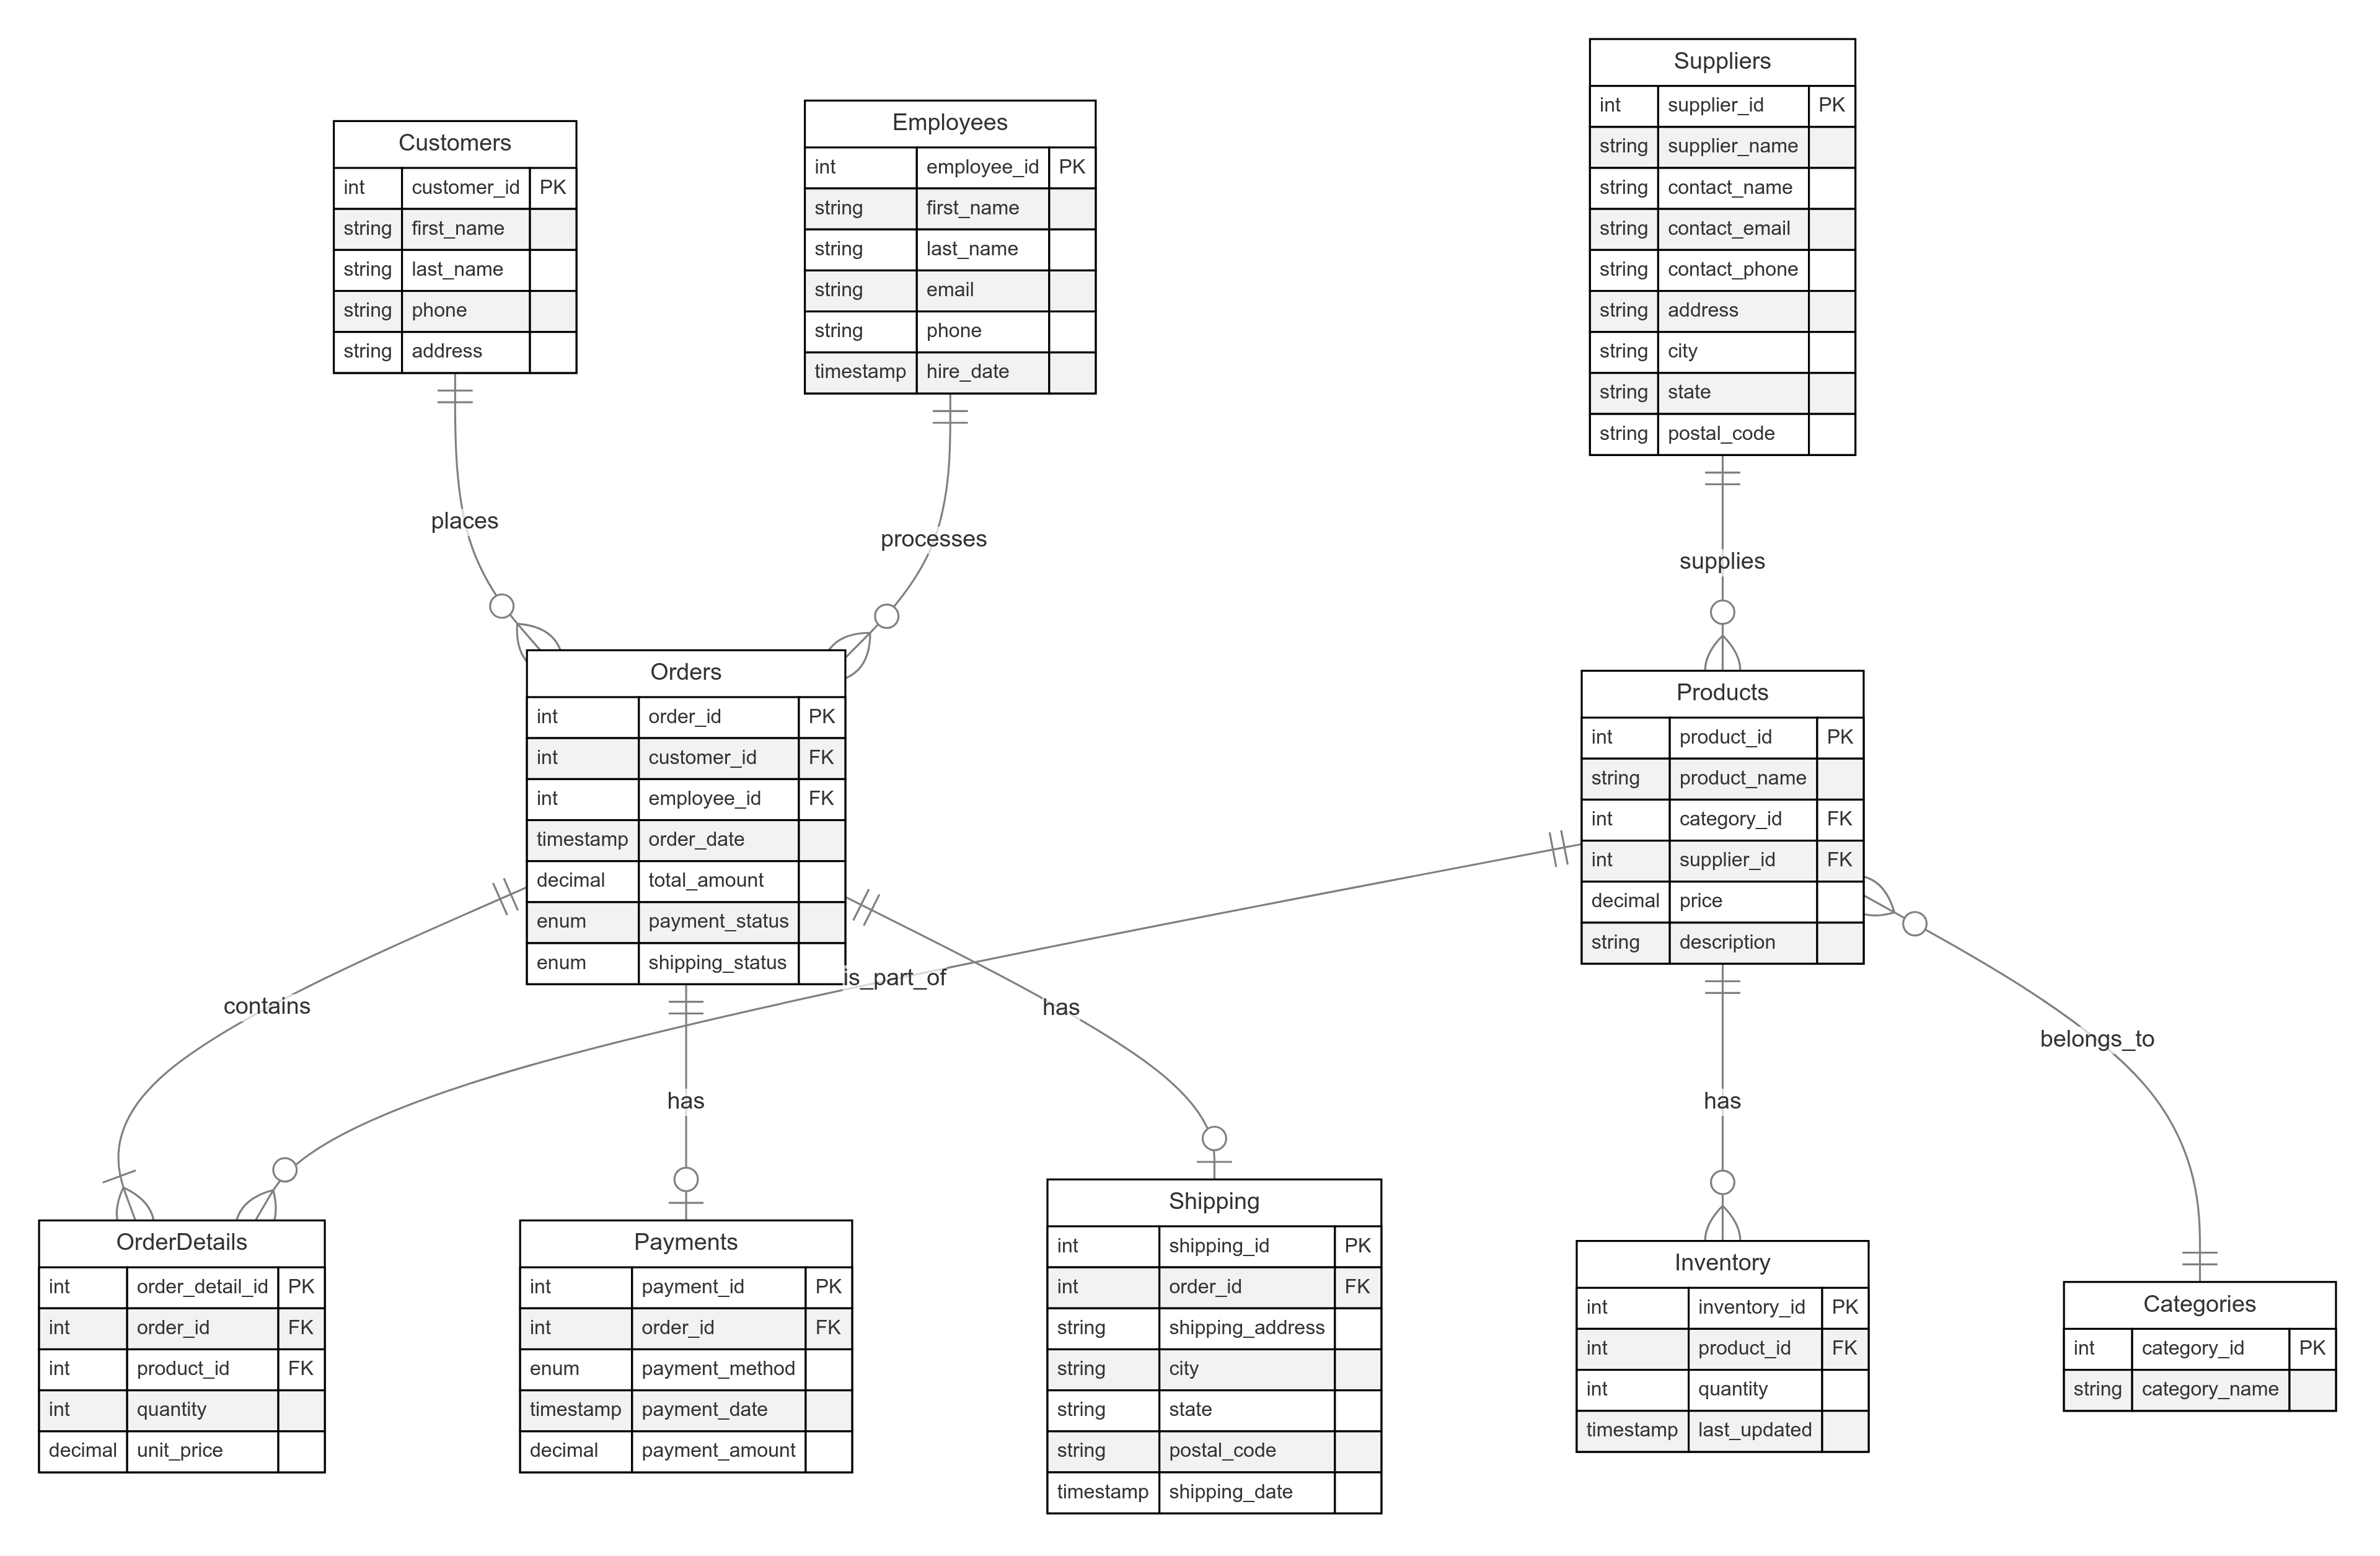 Customers
int customer_id PK
string first_name
string last_name
string phone
string address
Employees
int employee_id PK
string first_name
string last_name
string email
string phone
timestamp hire_date
Suppliers
int supplier_id PK
string supplier_name
string contact_name
string contact_email
string contact_phone
string address
string city
string state
string postal_code
places
processes
supplies
Orders
int order_id PK
int customer_id FK
int employee_id FK
timestamp order_date
decimal total_amount
enum payment_status
enum shipping_status
Products
int product_id PK
string product_name
int category_id FK
int supplier_id FK
decimal price
string description
contains
is_part_of
has
belongs_to
has
has
OrderDetails
int order_detail_id PK
int order_id FK
int product_id FK
int quantity
decimal unit_price
Payments
int payment_id PK
int order_id FK
enum payment_method
timestamp payment_date
decimal payment_amount
Shipping
int shipping_id PK
int order_id FK
string shipping_address
string city
string state
string postal_code
timestamp shipping_date
Inventory
int inventory_id PK
int product_id FK
int quantity
timestamp last_updated
Categories
int category_id PK
string category_name